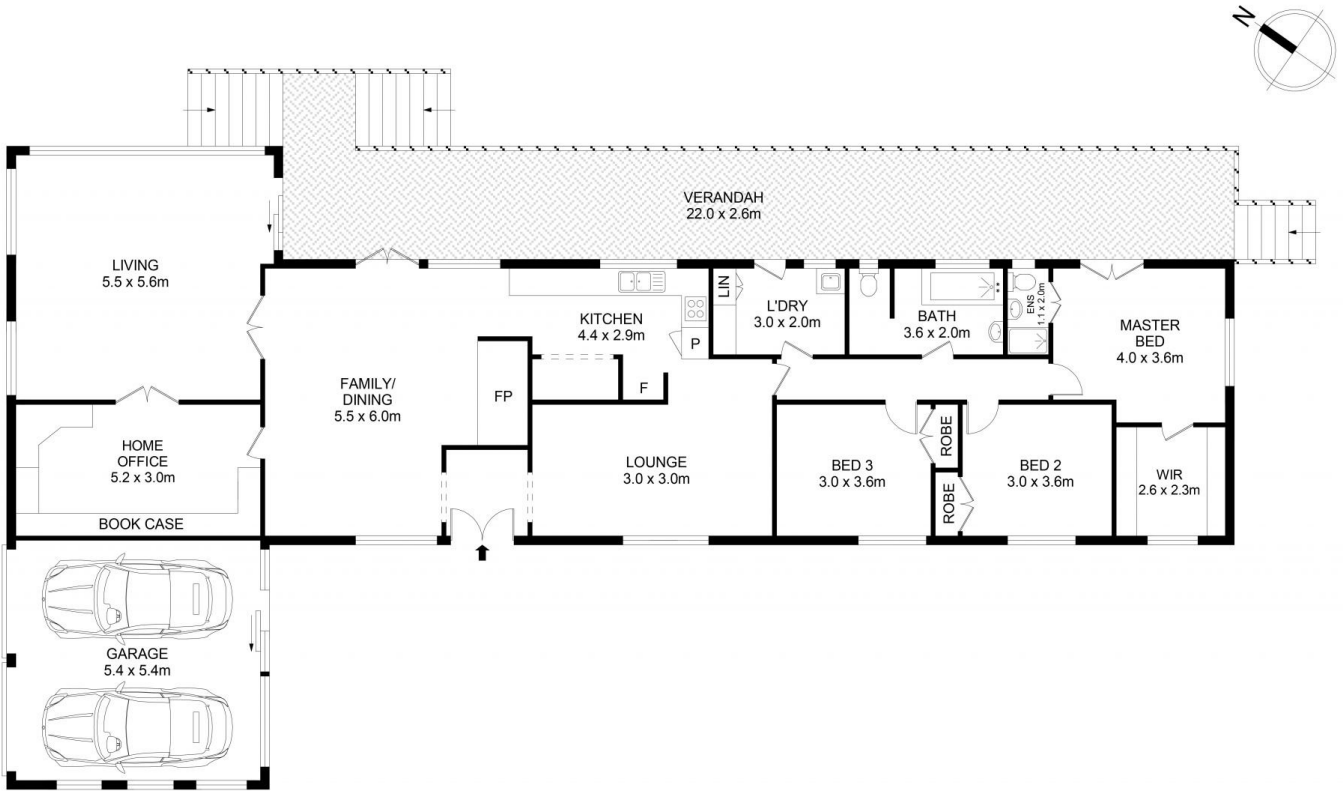 N
VERANDAH
22.0 x 2.6m
LIVING
5.5 x 5.6m
LIN
L'DRY
3.0 x 2.0m
BATH
3.6 x 2.0m
ENS
1.1 x 2.0m
MASTER
BED
4.0 x 3.6m
KITCHEN
4.4 x 2.9m
P
F
FP
FAMILY/
DINING
5.5 x 6.0m
HOME
OFFICE
5.2 x 3.0m
BOOK CASE
LOUNGE
3.0 x 3.0m
BED 3
3.0 x 3.6m
ROBE
ROBE
BED 2
3.0 x 3.6m
WIR
2.6 x 2.3m
GARAGE
5.4 x 5.4m